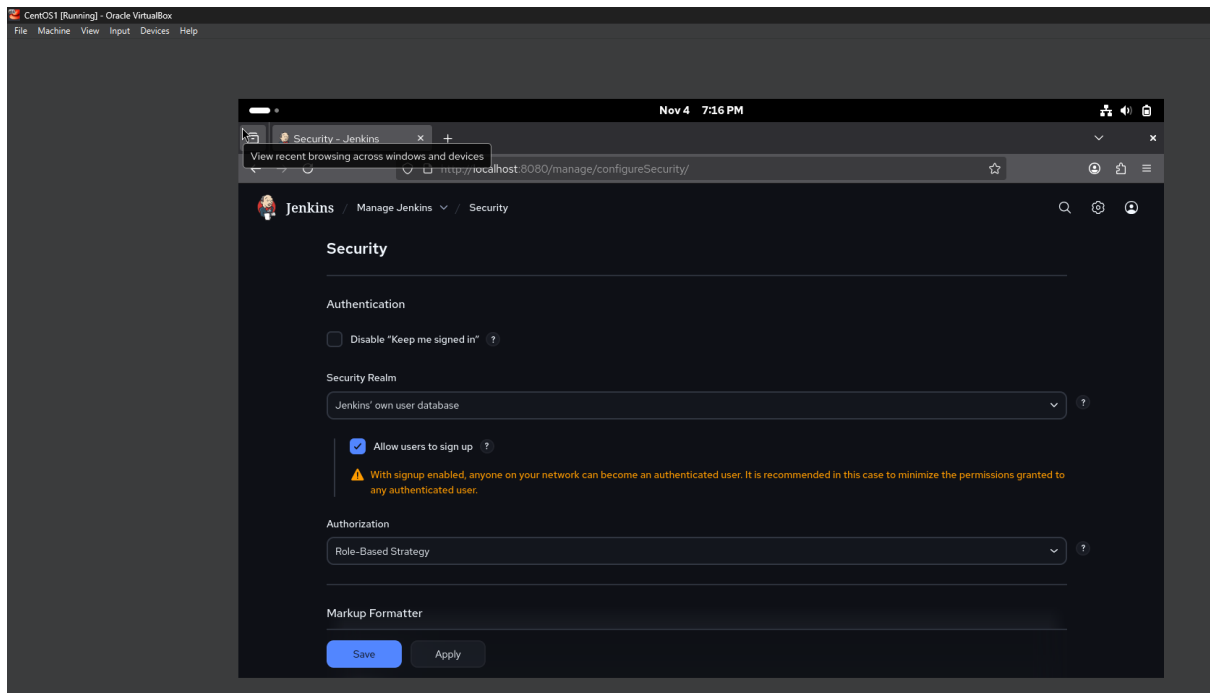 CentOS1 [Running] - Oracle VirtualBox
File Machine View Input Devices Help
Nov 4 7:16 PM
Security - Jenkins
View recent browsing across windows and devices
http://localhost:8080/manage/configureSecurity/
Jenkins / Manage Jenkins / Security
Security
Authentication
Disable "Keep me signed in" ?
Security Realm
Jenkins' own user database
?
Allow users to sign up ?
With signup enabled, anyone on your network can become an authenticated user. It is recommended in this case to minimize the permissions granted to
any authenticated user.
Authorization
Role-Based Strategy
?
Markup Formatter
Save Apply